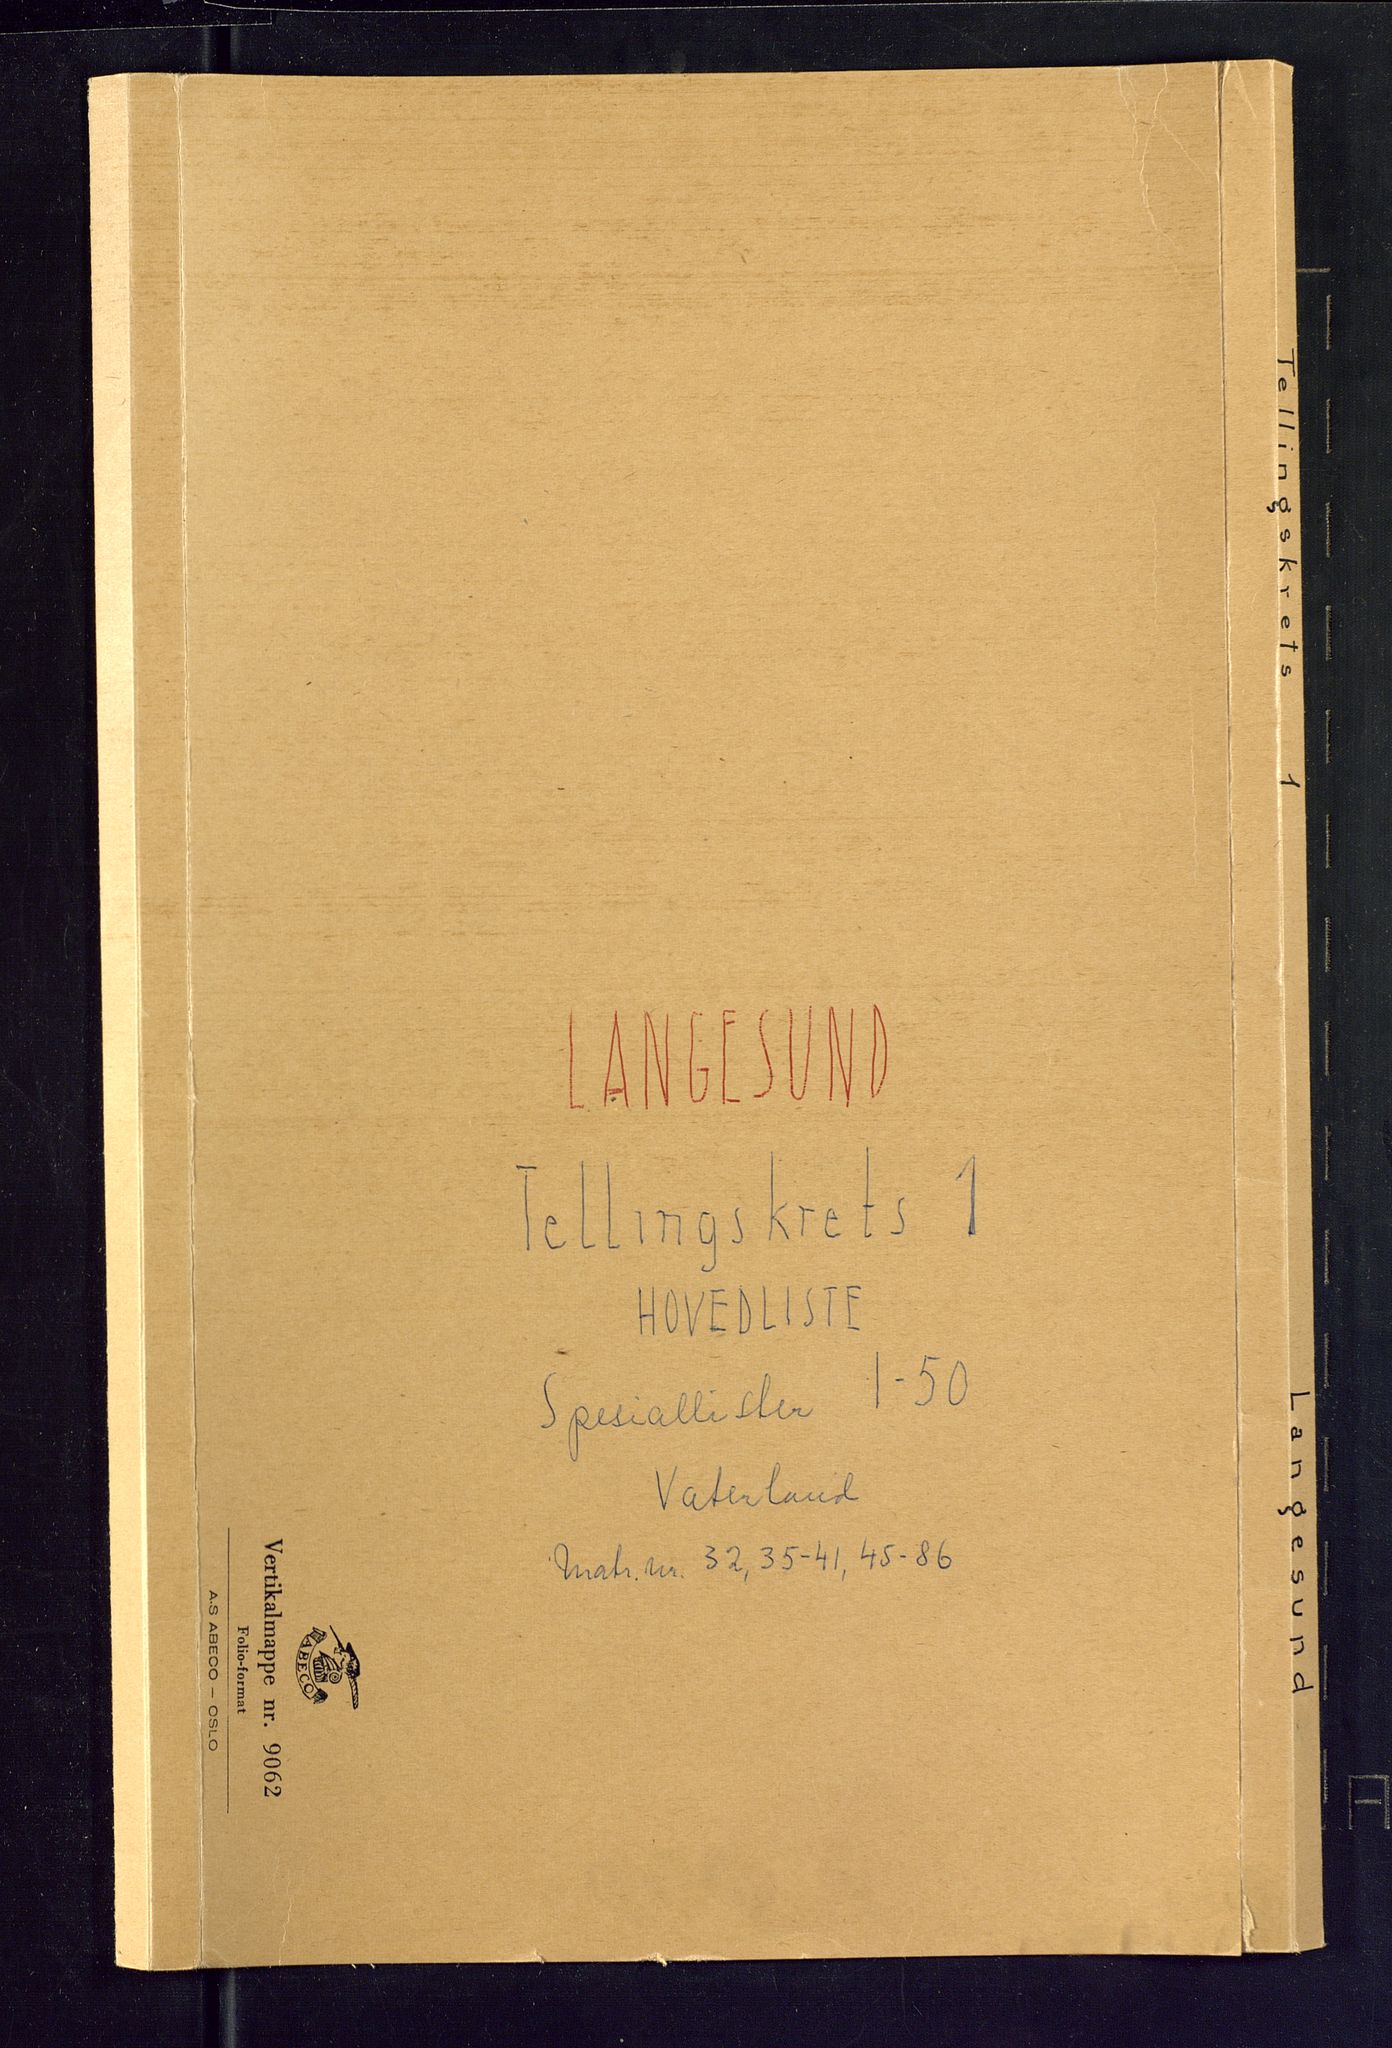 LANGESUND
Tellingskrets 1
HOVEDLISTE
Spesiallister 1-50
Vaterland
Matr. nr. 32, 35-41, 45-86
Tellingskrets 1
Langesund
ABECO
Vertikalmappe nr. 9062
Folio-format
A.S ABECO – OSLO